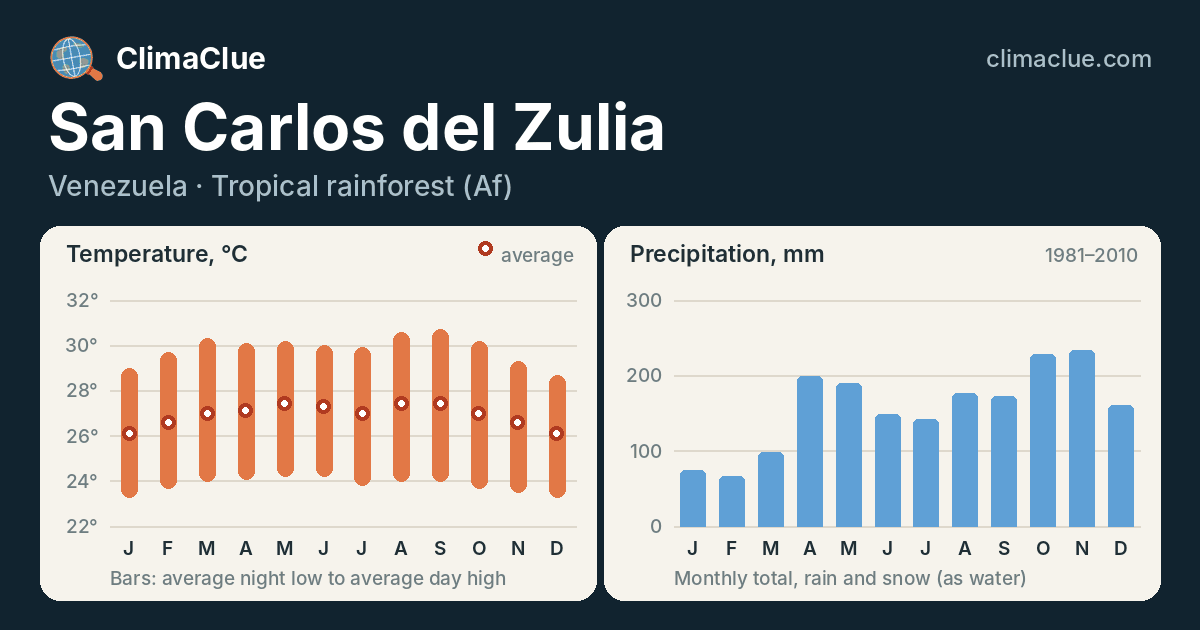 ClimaClue
climaclue.com
San Carlos del Zulia
Venezuela · Tropical rainforest (Af)
Temperature, °C
average
32°
30°
28°
26°
24°
22°
J F M A M J J A S O N D
Bars: average night low to average day high
Precipitation, mm
1981–2010
300
200
100
0
J F M A M J J A S O N D
Monthly total, rain and snow (as water)